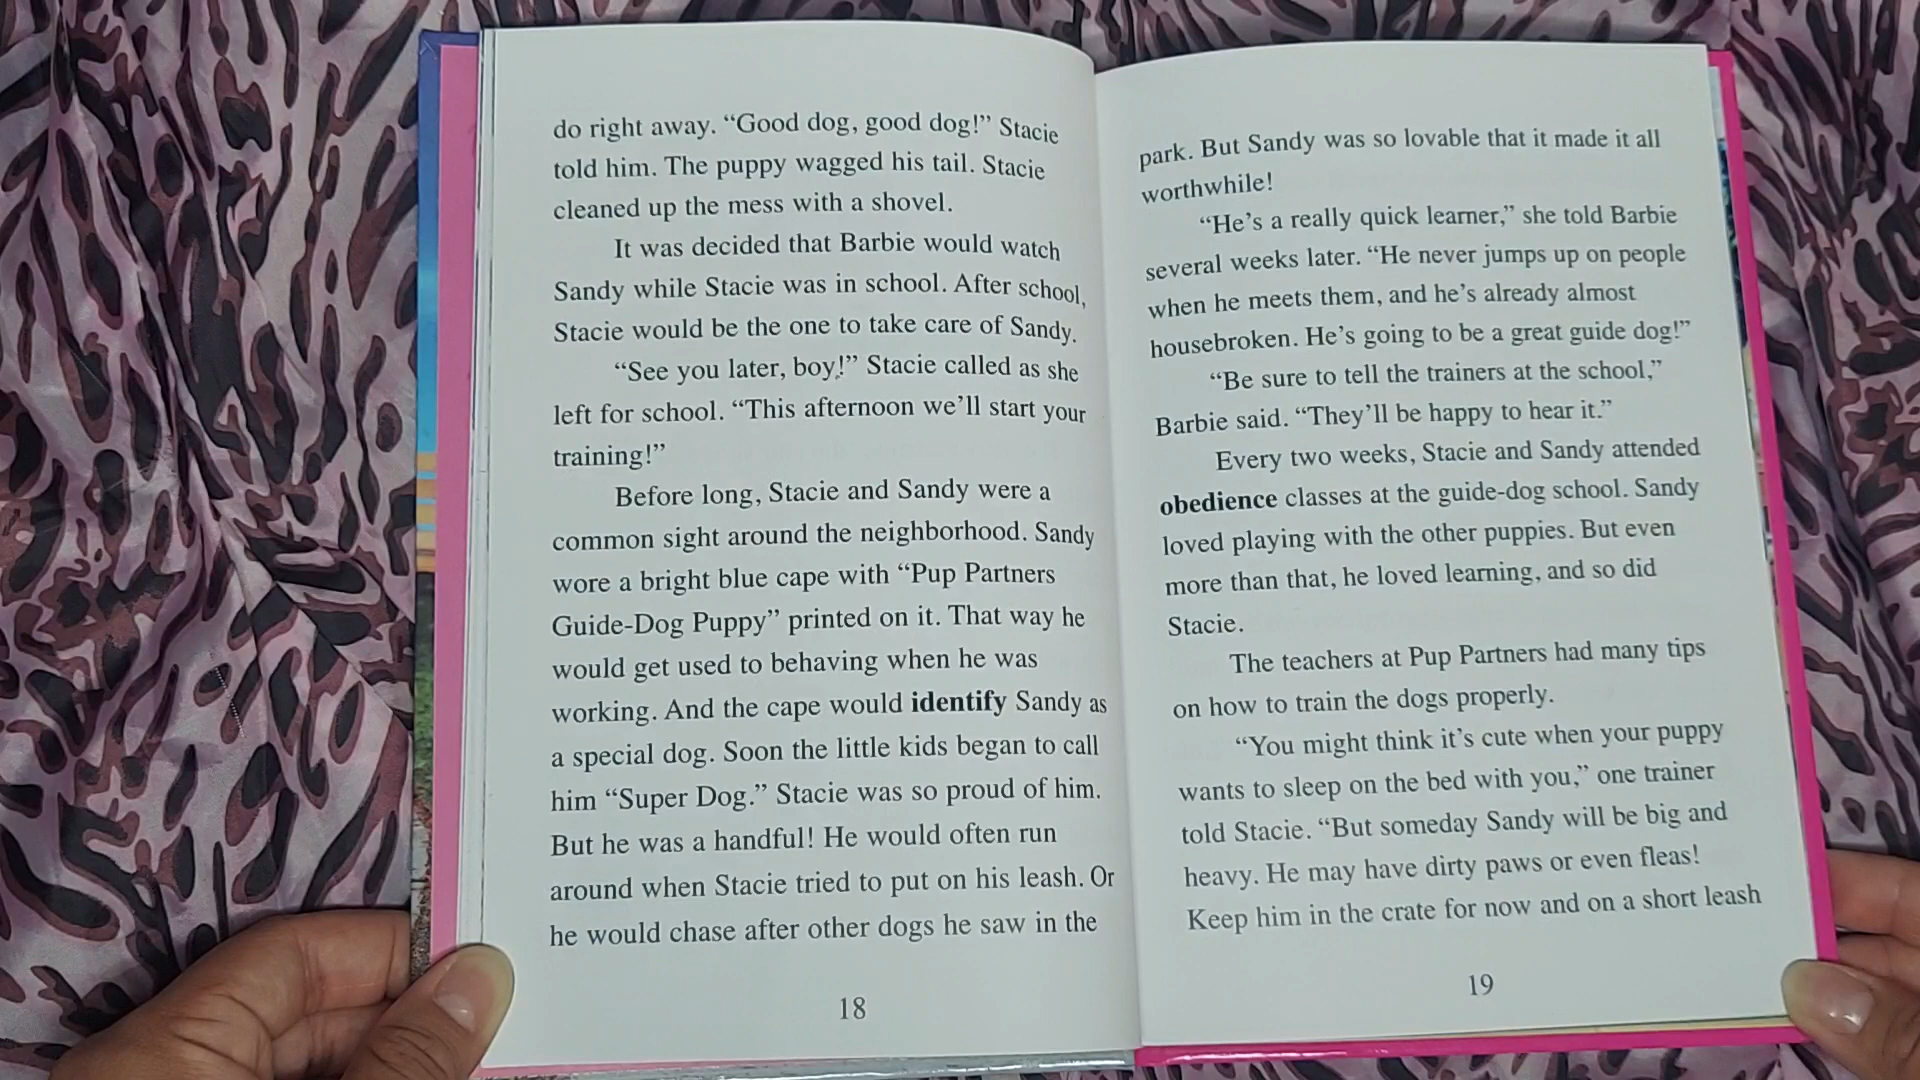 do right away. “Good dog, good dog!” Stacie
told him. The puppy wagged his tail. Stacie
cleaned up the mess with a shovel.
It was decided that Barbie would watch
Sandy while Stacie was in school. After school,
Stacie would be the one to take care of Sandy.
“See you later, boy!” Stacie called as she
left for school. “This afternoon we’ll start your
training!”
Before long, Stacie and Sandy were a
common sight around the neighborhood. Sandy
wore a bright blue cape with “Pup Partners
Guide-Dog Puppy” printed on it. That way he
would get used to behaving when he was
working. And the cape would identify Sandy as
a special dog. Soon the little kids began to call
him “Super Dog.” Stacie was so proud of him.
But he was a handful! He would often run
around when Stacie tried to put on his leash. Or
he would chase after other dogs he saw in the
18
park. But Sandy was so lovable that it made it all
worthwhile!
“He’s a really quick learner,” she told Barbie
several weeks later. “He never jumps up on people
when he meets them, and he’s already almost
housebroken. He’s going to be a great guide dog!”
“Be sure to tell the trainers at the school,”
Barbie said. “They’ll be happy to hear it.”
Every two weeks, Stacie and Sandy attended
obedience classes at the guide-dog school. Sandy
loved playing with the other puppies. But even
more than that, he loved learning, and so did
Stacie.
The teachers at Pup Partners had many tips
on how to train the dogs properly.
“You might think it’s cute when your puppy
wants to sleep on the bed with you,” one trainer
told Stacie. “But someday Sandy will be big and
heavy. He may have dirty paws or even fleas!
Keep him in the crate for now and on a short leash
19